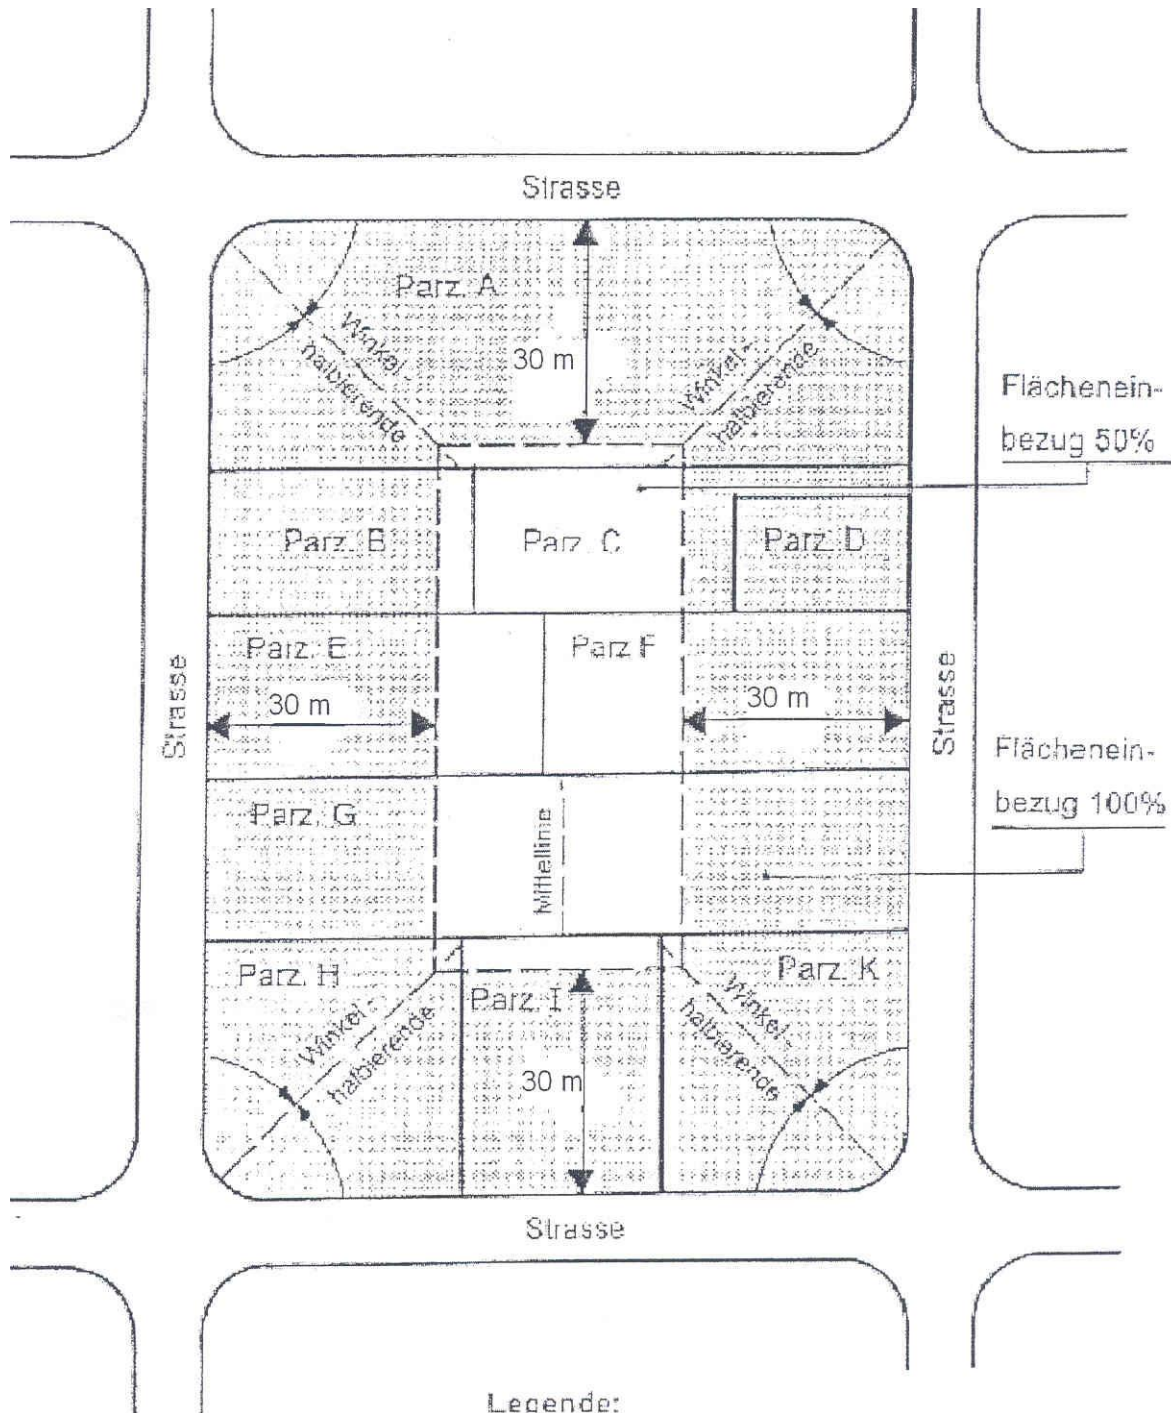 Strasse
Parz. A
30 m
Winkel-
halbierende
Winkel-
halbierende
Flächenein-
bezug 50%
Parz. B
Parz. C
Parz. D
Parz. E
Parz F
30 m
30 m
Strasse
Strasse
Flächenein-
bezug 100%
Parz. G
Mittelline
Parz. H
Parz. I
Parz. K
Winkel-
halbierende
Winkel-
halbierende
30 m
Strasse
Legende: